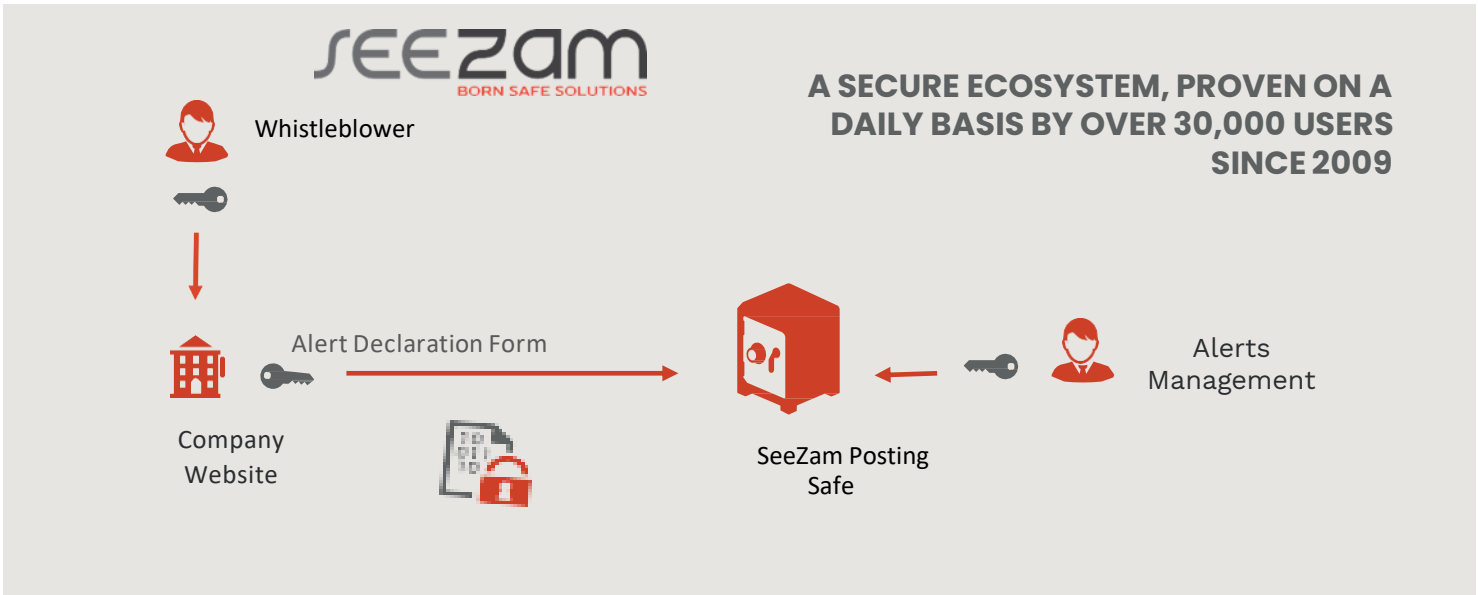 SEEZam
BORN SAFE SOLUTIONS
A SECURE ECOSYSTEM, PROVEN ON A
DAILY BASIS BY OVER 30,000 USERS
SINCE 2009
Whistleblower
Alert Declaration Form
Company
Website
SeeZam Posting
Safe
Alerts
Management